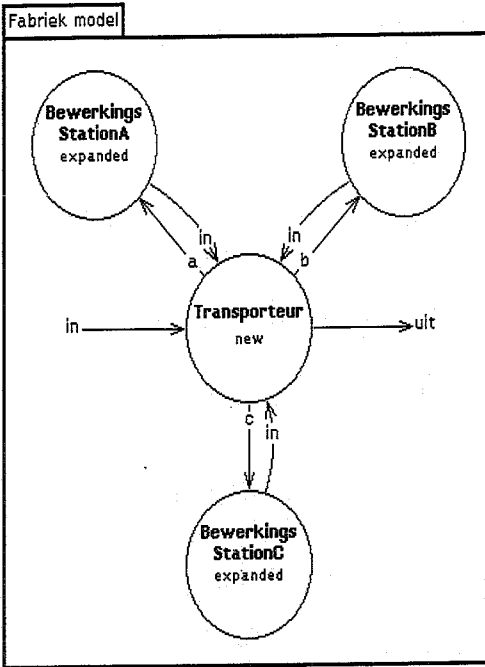 Fabriek model
Bewerkings
StationA
expanded
Bewerkings
StationB
expanded
in
in
a
b
Transporteur
new
in
uit
c
in
Bewerkings
StationC
expanded